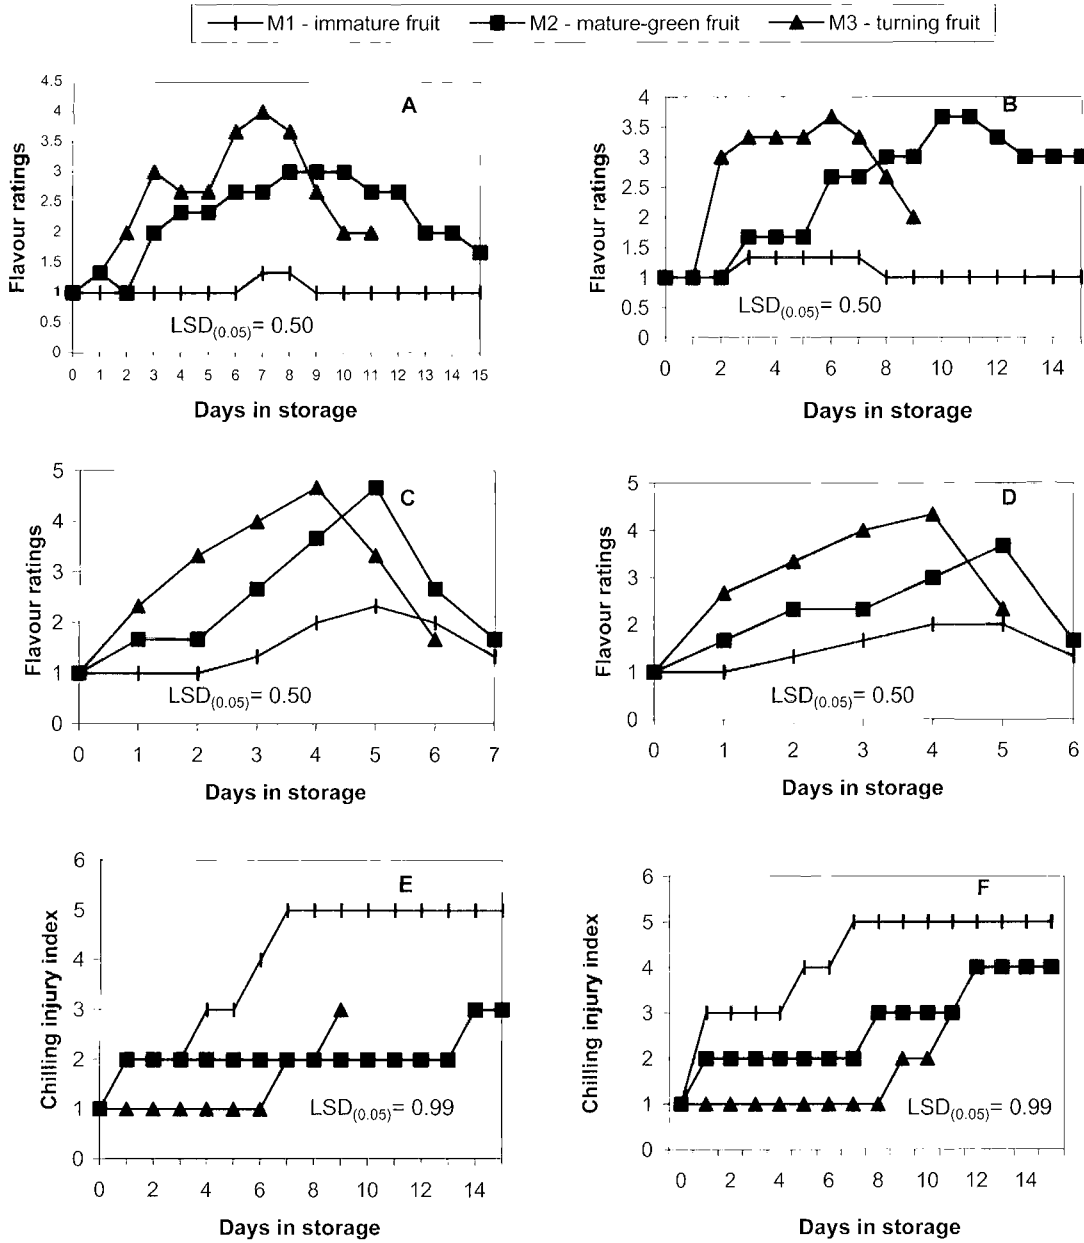 M1 - immature fruit M2 - mature-green fruit M3 - turning fruit
A
Flavour ratings
4.5
4
3.5
3
2.5
2
1.5
1
0.5
0
LSD(0.05)= 0.50
0 1 2 3 4 5 6 7 8 9 10 11 12 13 14 15
Days in storage
B
Flavour ratings
4
3.5
3
2.5
2
1.5
1
0.5
0
LSD(0.05)= 0.50
0 2 4 6 8 10 12 14
Days in storage
C
Flavour ratings
5
4
3
2
1
0
LSD(0.05)= 0.50
0 1 2 3 4 5 6 7
Days in storage
D
Flavour ratings
5
4
3
2
1
0
LSD(0.05)= 0.50
0 1 2 3 4 5 6
Days in storage
E
Chilling injury index
6
5
4
3
2
1
0
LSD(0.05)= 0.99
0 2 4 6 8 10 12 14
Days in storage
F
Chilling injury index
6
5
4
3
2
1
0
LSD(0.05)= 0.99
0 2 4 6 8 10 12 14
Days in storage